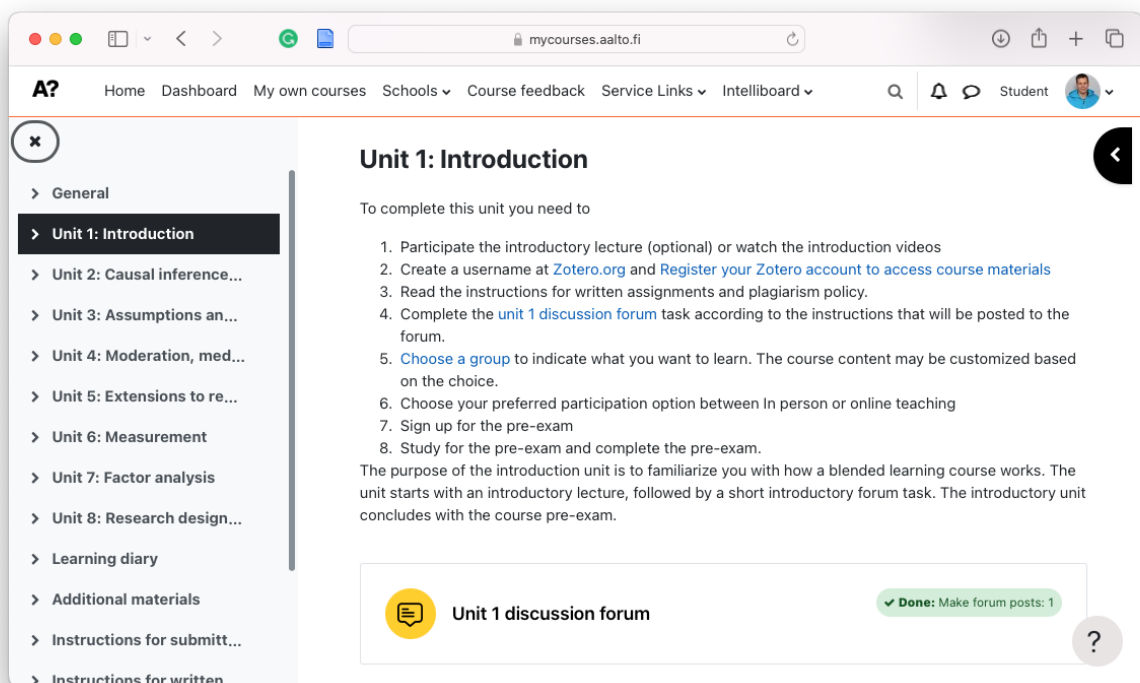 mycourses.aalto.fi
A?
Home Dashboard My own courses Schools Course feedback Service Links Intelliboard Student
General
Unit 1: Introduction
Unit 2: Causal inference...
Unit 3: Assumptions an...
Unit 4: Moderation, med...
Unit 5: Extensions to re...
Unit 6: Measurement
Unit 7: Factor analysis
Unit 8: Research design...
Learning diary
Additional materials
Instructions for submitt...
Instructions for written
Unit 1: Introduction
To complete this unit you need to
1. Participate the introductory lecture (optional) or watch the introduction videos
2. Create a username at Zotero.org and Register your Zotero account to access course materials
3. Read the instructions for written assignments and plagiarism policy.
4. Complete the unit 1 discussion forum task according to the instructions that will be posted to the
forum.
5. Choose a group to indicate what you want to learn. The course content may be customized based
on the choice.
6. Choose your preferred participation option between In person or online teaching
7. Sign up for the pre-exam
8. Study for the pre-exam and complete the pre-exam.
The purpose of the introduction unit is to familiarize you with how a blended learning course works. The
unit starts with an introductory lecture, followed by a short introductory forum task. The introductory unit
concludes with the course pre-exam.
Unit 1 discussion forum
Done: Make forum posts: 1
?